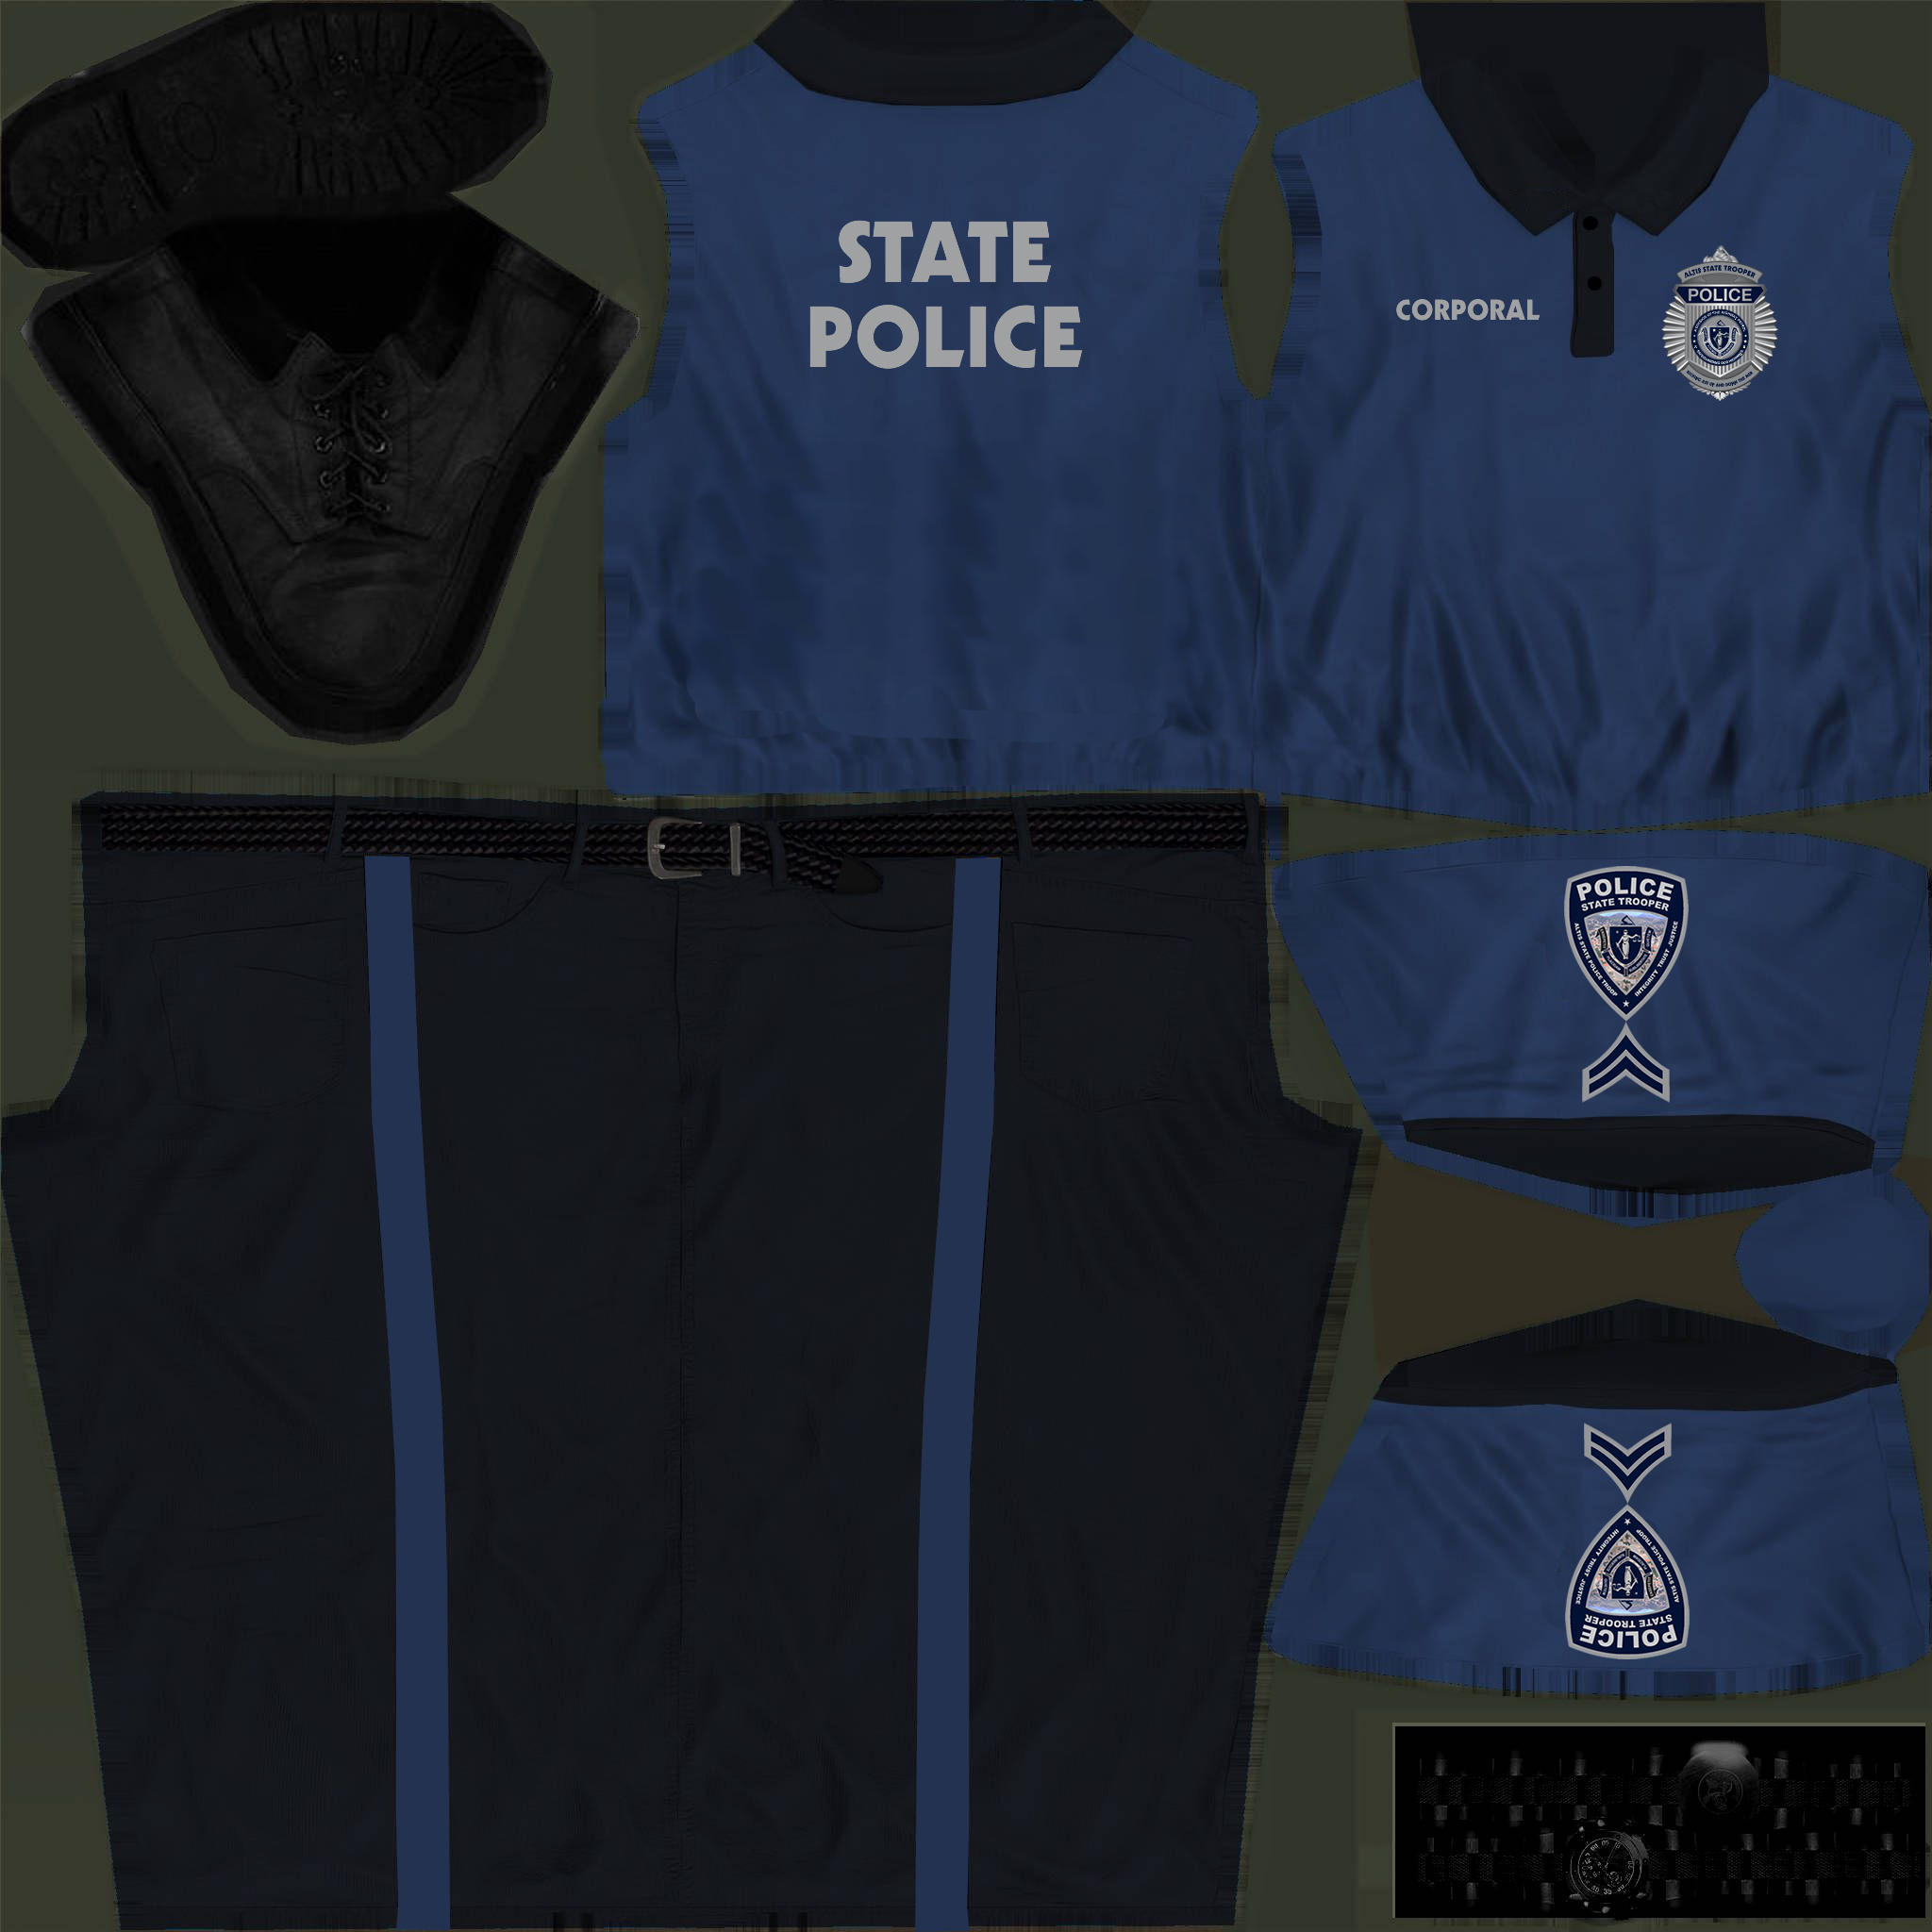 STATE
POLICE
CORPORAL
ALTIS STATE TROOPER
POLICE
POLICE
STATE TROOPER
ALTIS STATE POLICE TROOP
INTEGRITY TRUST JUSTICE
INTEGRITY TRUST JUSTICE
ALTIS STATE POLICE TROOP
STATE TROOPER
POLICE